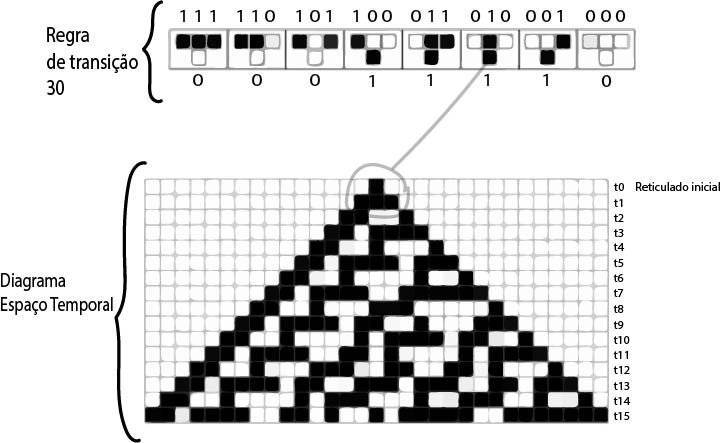 111 110 101 100 011 010 001 000
Regra
de transição
30
0 0 0 1 1 1 1 0
t0 Reticulado inicial
t1
t2
t3
t4
t5
Diagrama
Espaço Temporal
t6
t7
t8
t9
t10
t11
t12
t13
t14
t15